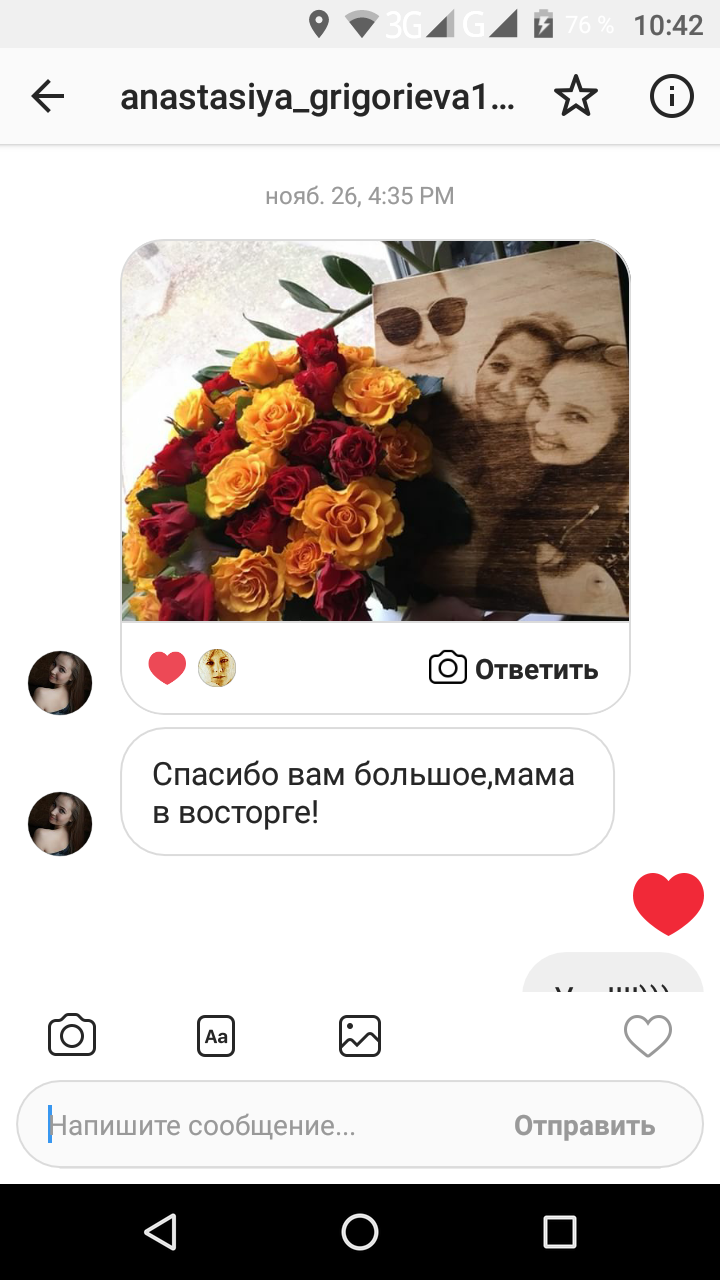 3G G 76 % 10:42
anastasiya_grigorieva1...
нояб. 26, 4:35 PM
Ответить
Спасибо вам большое,мама
в восторге!
Aa
Напишите сообщение...
Отправить